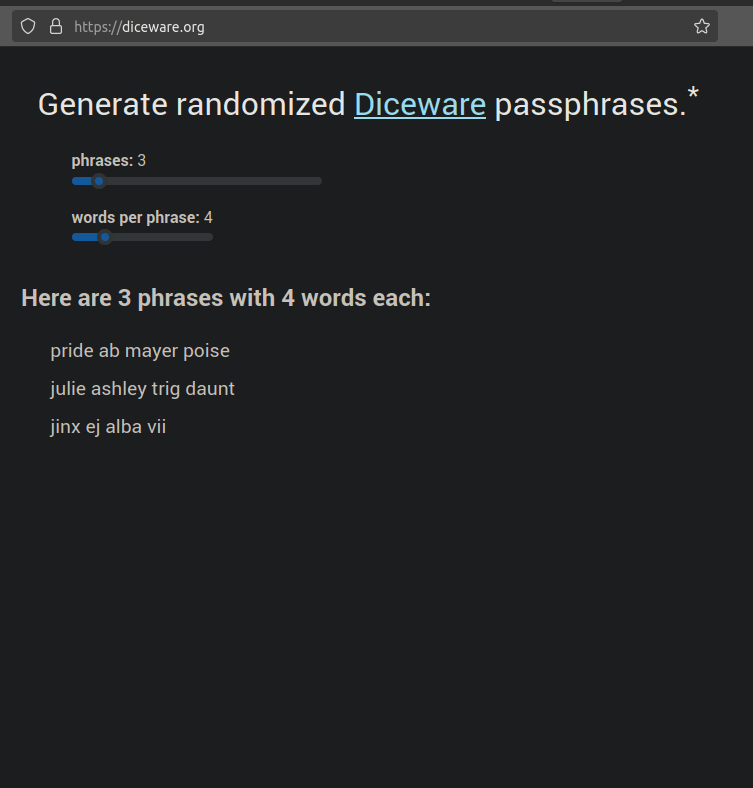 https://diceware.org
Generate randomized Diceware passphrases.*
phrases: 3
words per phrase: 4
Here are 3 phrases with 4 words each:
pride ab mayer poise
julie ashley trig daunt
jinx ej alba vii